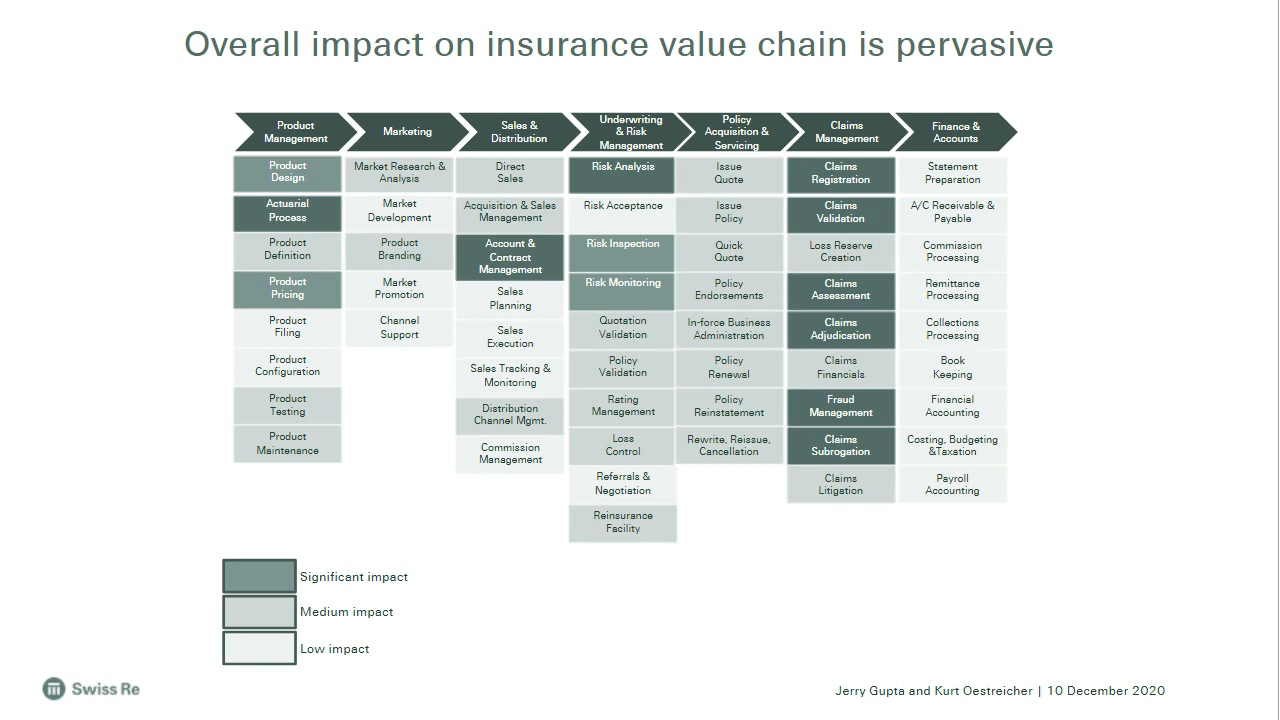 Overall impact on insurance value chain is pervasive
Product
Management
Marketing
Sales &
Distribution
Underwriting
& Risk
Management
Policy
Acquisition &
Servicing
Claims
Management
Finance &
Accounts
Product
Design
Actuarial
Process
Product
Definition
Product
Pricing
Product
Filing
Product
Configuration
Product
Testing
Product
Maintenance
Market Research &
Analysis
Market
Development
Product
Branding
Market
Promotion
Channel
Support
Direct
Sales
Acquisition & Sales
Management
Account &
Contract
Management
Sales
Planning
Sales
Execution
Sales Tracking &
Monitoring
Distribution
Channel Mgmt.
Commission
Management
Risk Analysis
Risk Acceptance
Risk Inspection
Risk Monitoring
Quotation
Validation
Policy
Validation
Rating
Management
Loss
Control
Referrals &
Negotiation
Reinsurance
Facility
Issue
Quote
Issue
Policy
Quick
Quote
Policy
Endorsements
In-force Business
Administration
Policy
Renewal
Policy
Reinstatement
Rewrite, Reissue,
Cancellation
Claims
Registration
Claims
Validation
Loss Reserve
Creation
Claims
Assessment
Claims
Adjudication
Claims
Financials
Fraud
Management
Claims
Subrogation
Claims
Litigation
Statement
Preparation
A/C Receivable &
Payable
Commission
Processing
Remittance
Processing
Collections
Processing
Book
Keeping
Financial
Accounting
Costing, Budgeting
&Taxation
Payroll
Accounting
Significant impact
Medium impact
Low impact
Swiss Re
Jerry Gupta and Kurt Oestreicher | 10 December 2020